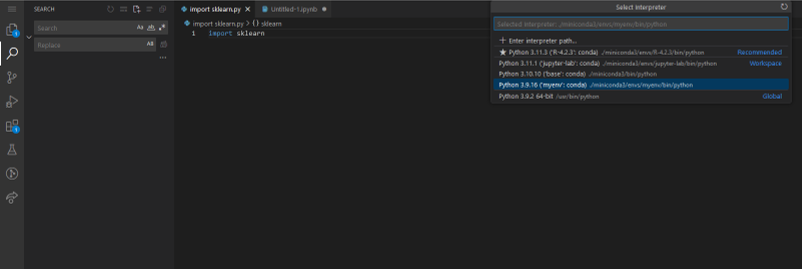 Select Interpreter
SEARCH
import sklearn.py
Untitled-1.ipynb
Selected Interpreter: ./miniconda3/envs/myenv/bin/python
Search
Aa
ab
.*
import sklearn.py > {} sklearn
Replace
AB
1 import sklearn
+ Enter interpreter path...
★ Python 3.11.3 ('R-4.2.3': conda) ./miniconda3/envs/R-4.2.3/bin/python Recommended
Python 3.11.1 ('jupyter-lab': conda) ./miniconda3/envs/jupyter-lab/bin/python Workspace
Python 3.10.10 ('base': conda) ./miniconda3/bin/python
Python 3.9.16 ('myenv': conda) ./miniconda3/envs/myenv/bin/python
Python 3.9.2 64-bit /usr/bin/python Global